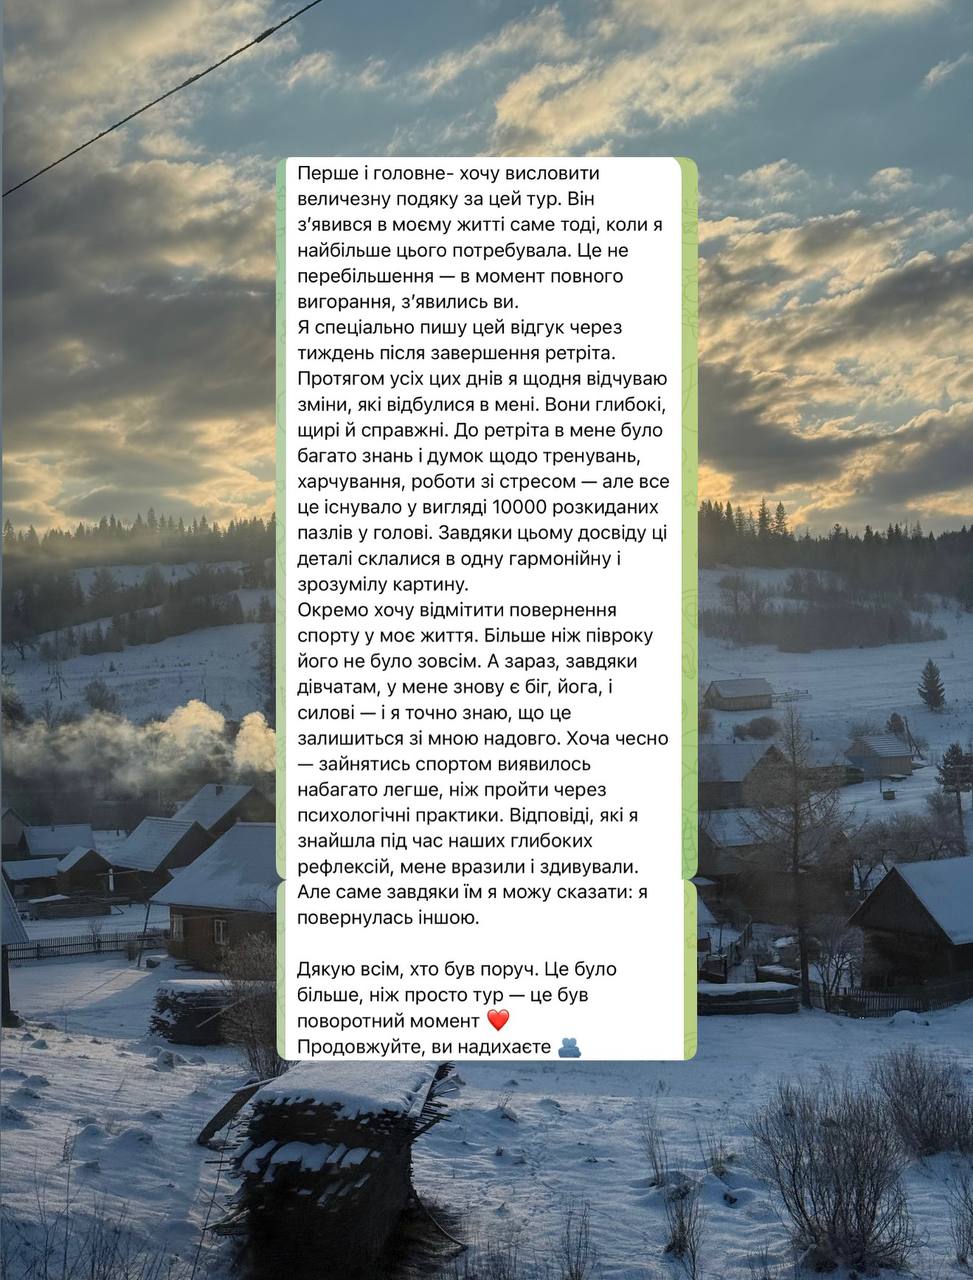 Перше і головне- хочу висловити
величезну подяку за цей тур. Він
зʼявився в моєму житті саме тоді, коли я
найбільше цього потребувала. Це не
перебільшення — в момент повного
вигорання, зʼявились ви.
Я спеціально пишу цей відгук через
тиждень після завершення ретріта.
Протягом усіх цих днів я щодня відчуваю
зміни, які відбулися в мені. Вони глибокі,
щирі й справжні. До ретріта в мене було
багато знань і думок щодо тренувань,
харчування, роботи зі стресом — але все
це існувало у вигляді 10000 розкиданих
пазлів у голові. Завдяки цьому досвіду ці
деталі склалися в одну гармонійну і
зрозумілу картину.
Окремо хочу відмітити повернення
спорту у моє життя. Більше ніж півроку
його не було зовсім. А зараз, завдяки
дівчатам, у мене знову є біг, йога, і
силові — і я точно знаю, що це
залишиться зі мною надовго. Хоча чесно
— зайнятись спортом виявилось
набагато легше, ніж пройти через
психологічні практики. Відповіді, які я
знайшла під час наших глибоких
рефлексій, мене вразили і здивували.
Але саме завдяки їм я можу сказати: я
повернулась іншою.
Дякую всім, хто був поруч. Це було
більше, ніж просто тур — це був
поворотний момент ❤️
Продовжуйте, ви надихаєте 🫂